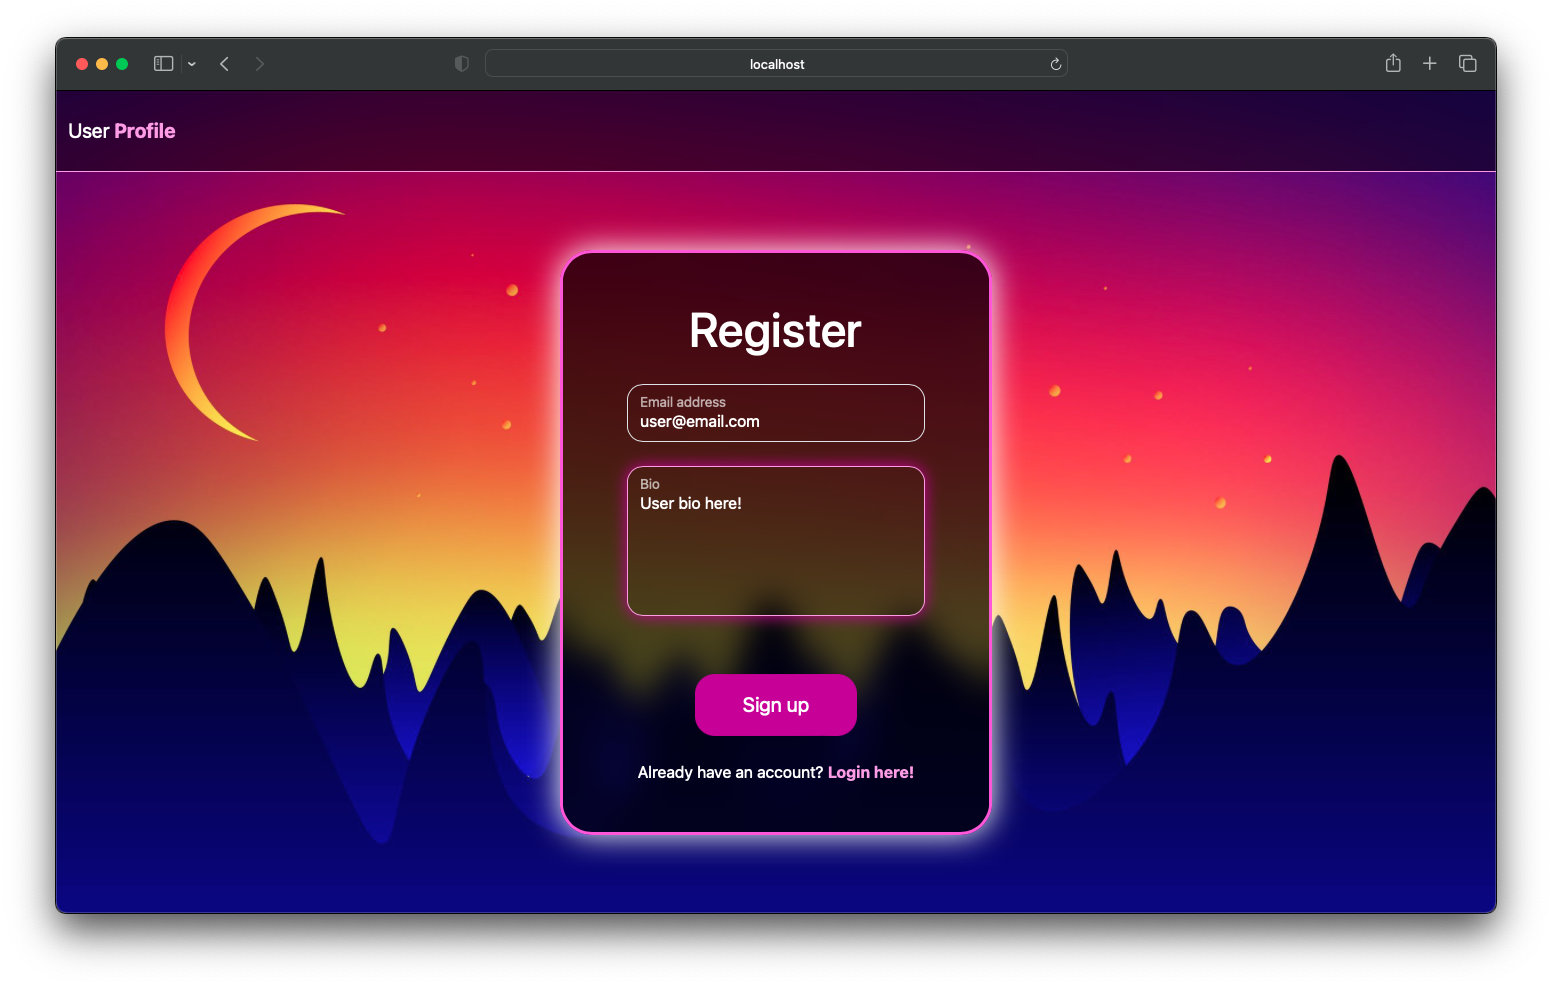 localhost
User Profile
Register
Email address
user@email.com
Bio
User bio here!
Sign up
Already have an account? Login here!